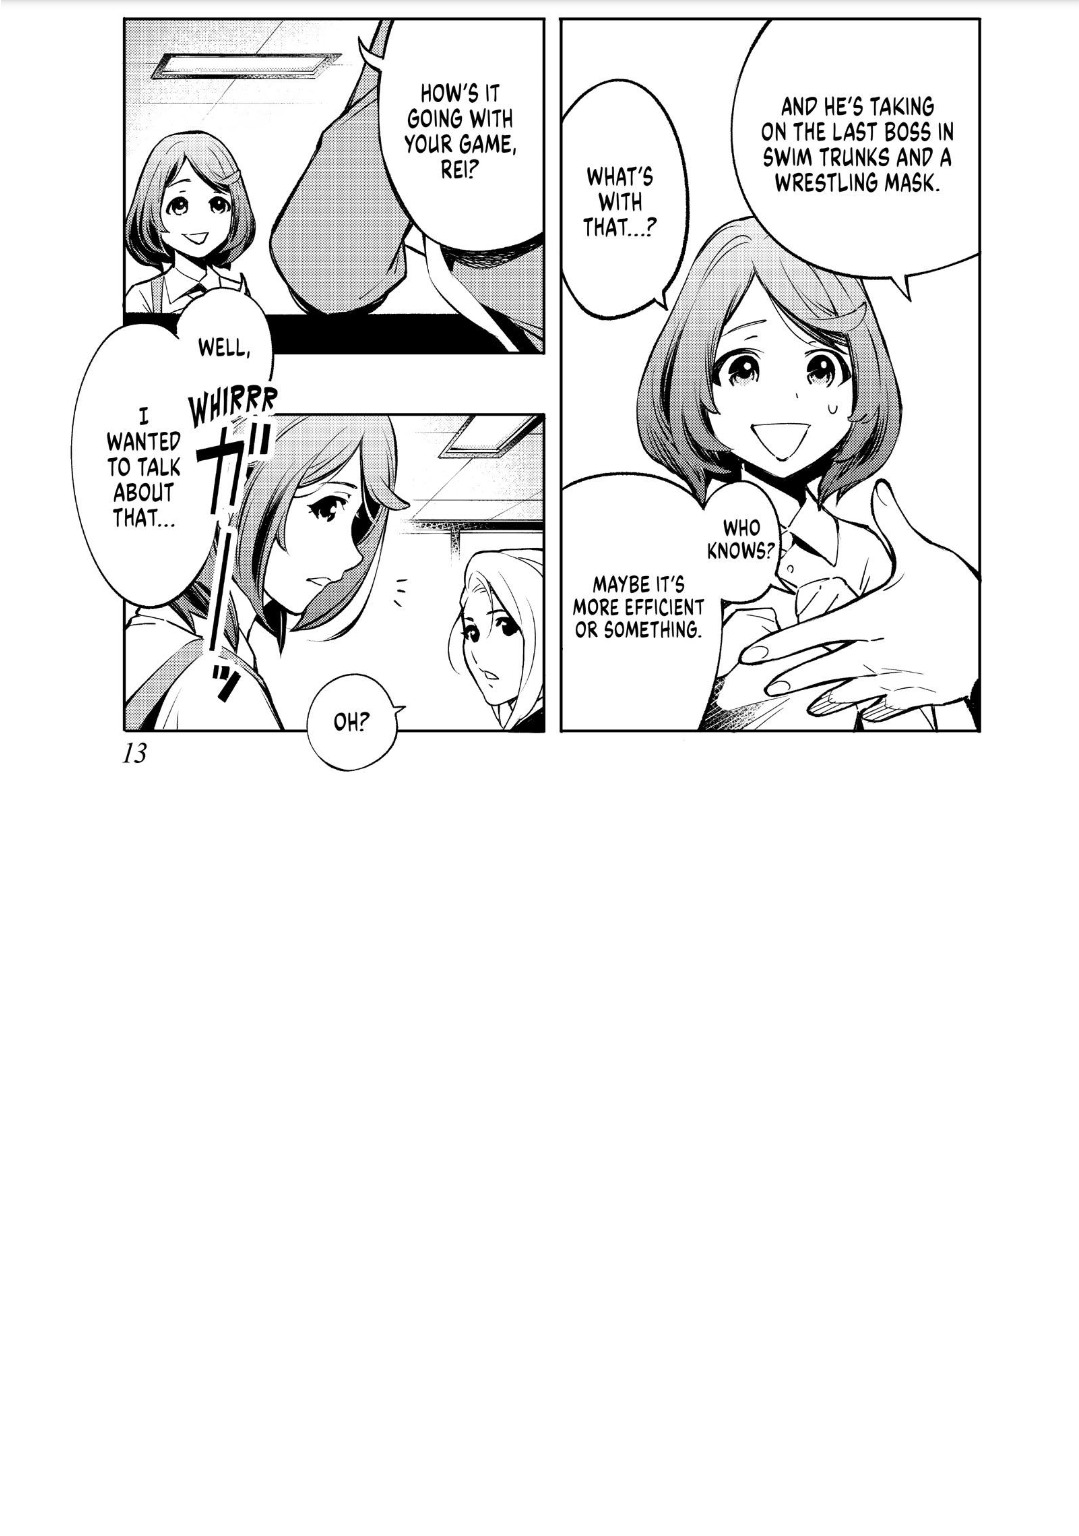 AND HE'S TAKING
ON THE LAST BOSS IN
SWIM TRUNKS AND A
WRESTLING MASK.
WHAT'S
WITH
THAT...?
WHO
KNOWS?
MAYBE IT'S
MORE EFFICIENT
OR SOMETHING.
HOW'S IT
GOING WITH
YOUR GAME,
REI?
WELL,
WHIRRR
ガーッ
I
WANTED
TO TALK
ABOUT
THAT...
OH?
13